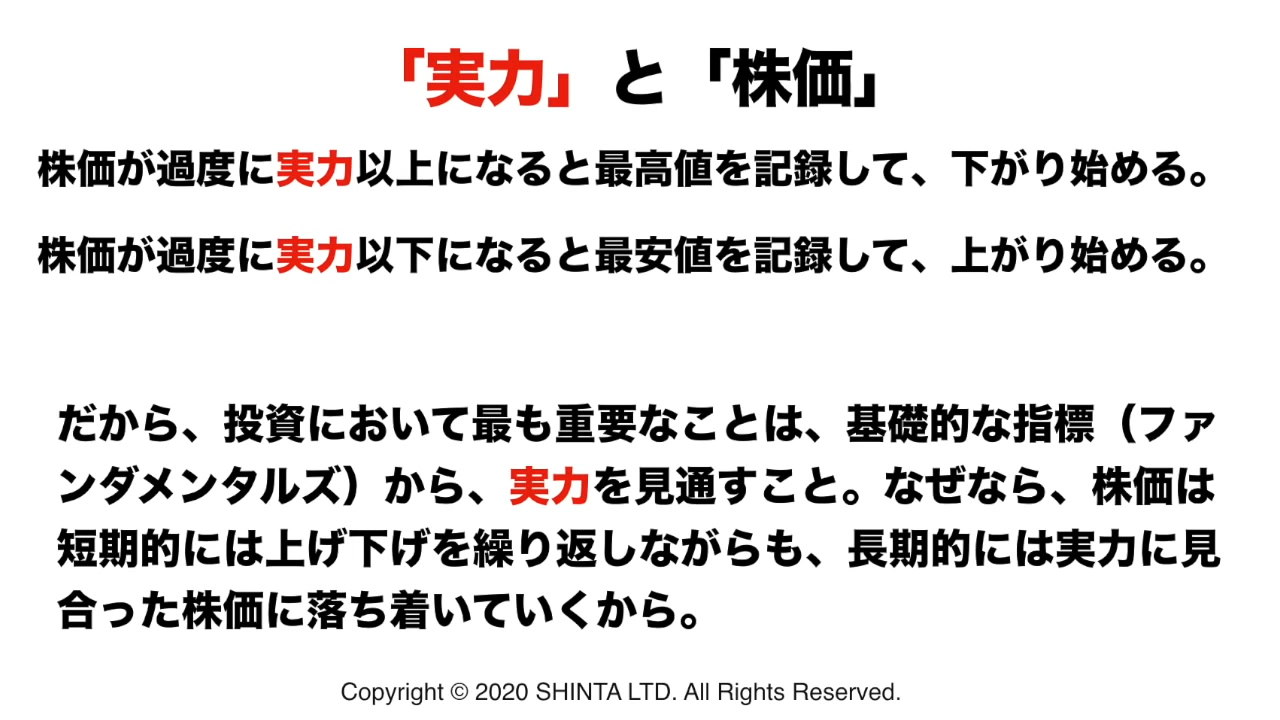 「実力」と「株価」
株価が過度に実力以上になると最高値を記録して、下がり始める。
株価が過度に実力以下になると最安値を記録して、上がり始める。
だから、投資において最も重要なことは、基礎的な指標（ファ
ンダメンタルズ）から、実力を見通すこと。なぜなら、株価は
短期的には上げ下げを繰り返しながらも、長期的には実力に見
合った株価に落ち着いていくから。
Copyright © 2020 SHINTA LTD. All Rights Reserved.